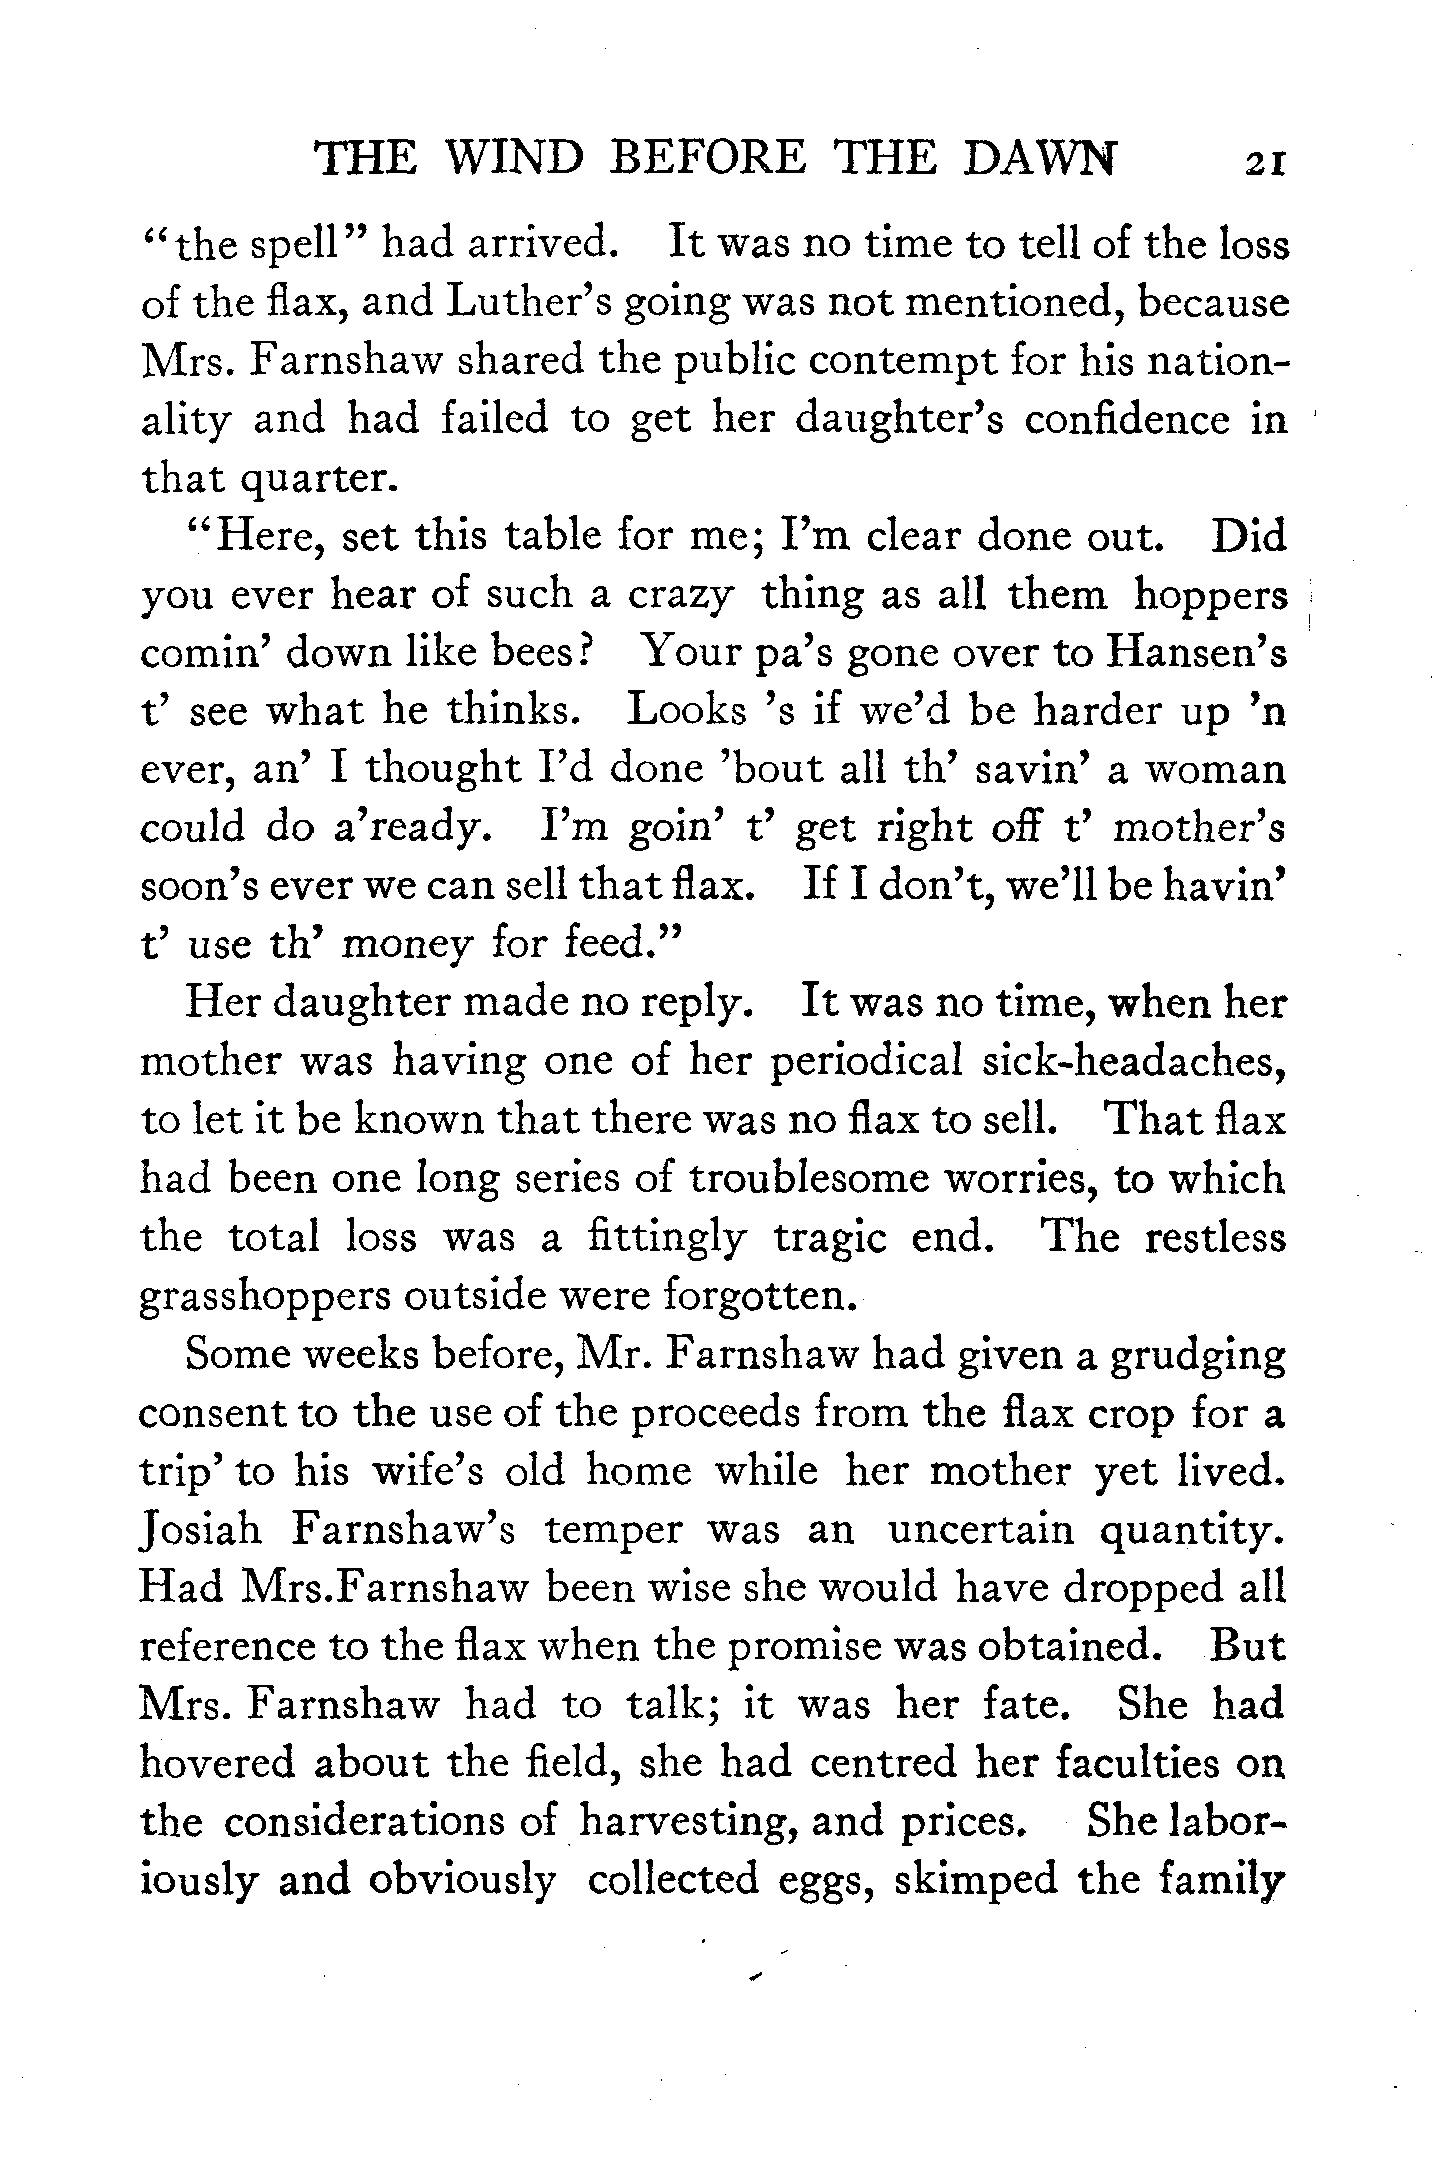 THE WIND BEFORE THE DAWN 21
“the spell” had arrived. It was no time to tell of the loss
of the flax, and Luther’s going was not mentioned, because
Mrs. Farnshaw shared the public contempt for his nation-
ality and had failed to get her daughter’s confidence in
that quarter.
“Here, set this table for me; I’m clear done out. Did
you ever hear of such a crazy thing as all them hoppers
comin’ down like bees? Your pa’s gone over to Hansen’s
t’ see what he thinks. Looks ’s if we’d be harder up ’n
ever, an’ I thought I’d done ’bout all th’ savin’ a woman
could do a’ready. I’m goin’ t’ get right off t’ mother’s
soon’s ever we can sell that flax. If I don’t, we’ll be havin’
t’ use th’ money for feed.”
Her daughter made no reply. It was no time, when her
mother was having one of her periodical sick-headaches,
to let it be known that there was no flax to sell. That flax
had been one long series of troublesome worries, to which
the total loss was a fittingly tragic end. The restless
grasshoppers outside were forgotten.
Some weeks before, Mr. Farnshaw had given a grudging
consent to the use of the proceeds from the flax crop for a
trip’ to his wife’s old home while her mother yet lived.
Josiah Farnshaw’s temper was an uncertain quantity.
Had Mrs.Farnshaw been wise she would have dropped all
reference to the flax when the promise was obtained. But
Mrs. Farnshaw had to talk; it was her fate. She had
hovered about the field, she had centred her faculties on
the considerations of harvesting, and prices. She labor-
iously and obviously collected eggs, skimped the family